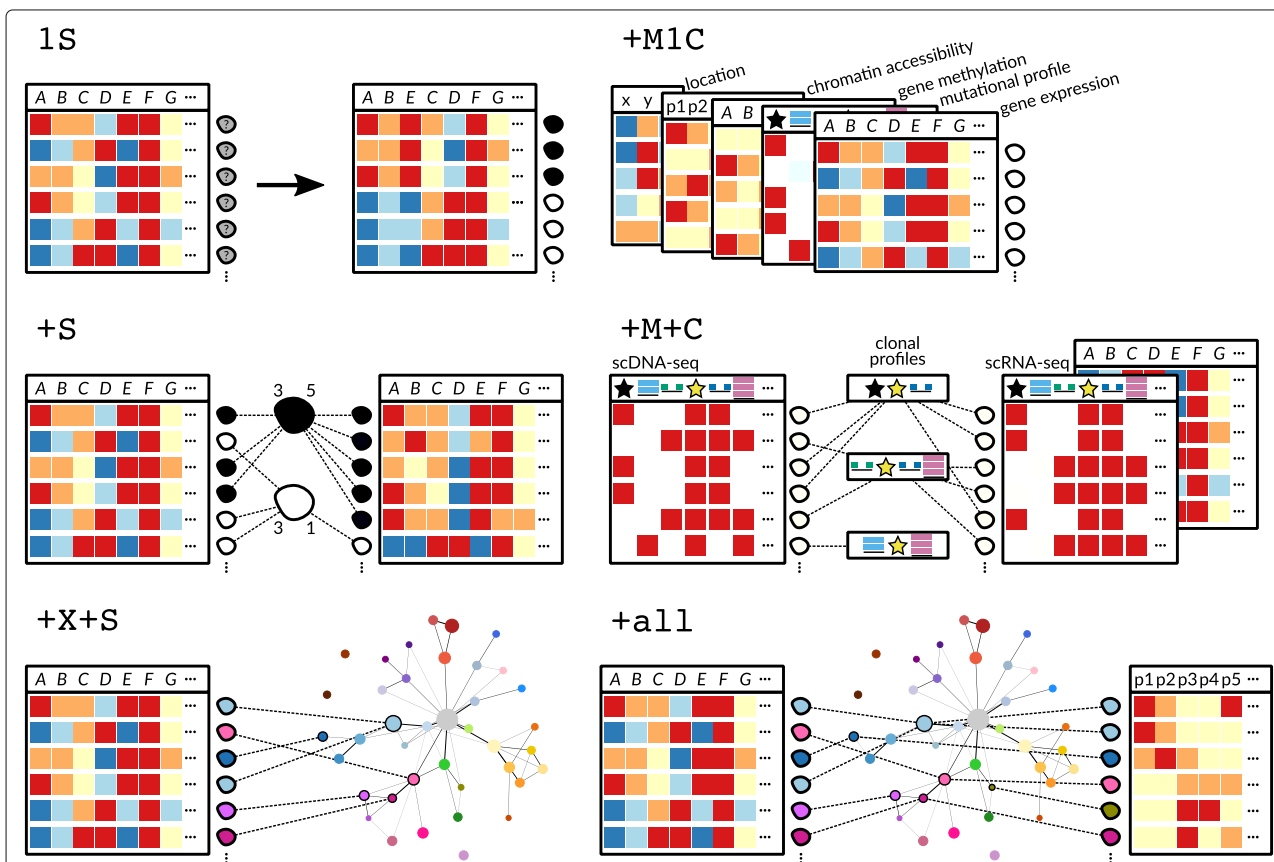 1S
A B C D E F G ...
? ? ? ? ? ?
A B E C D F G ...
+M1C
location
chromatin accessibility
gene methylation
mutational profile
gene expression
x y
p1 p2
A B
A B C D E F G ...
+S
A B C D E F G ...
3 5
3 1
A B C D E F G ...
+M+C
scDNA-seq
clonal
profiles
scRNA-seq
A B C D E F G ...
+X+S
A B C D E F G ...
+all
A B C D E F G ...
p1 p2 p3 p4 p5 ...